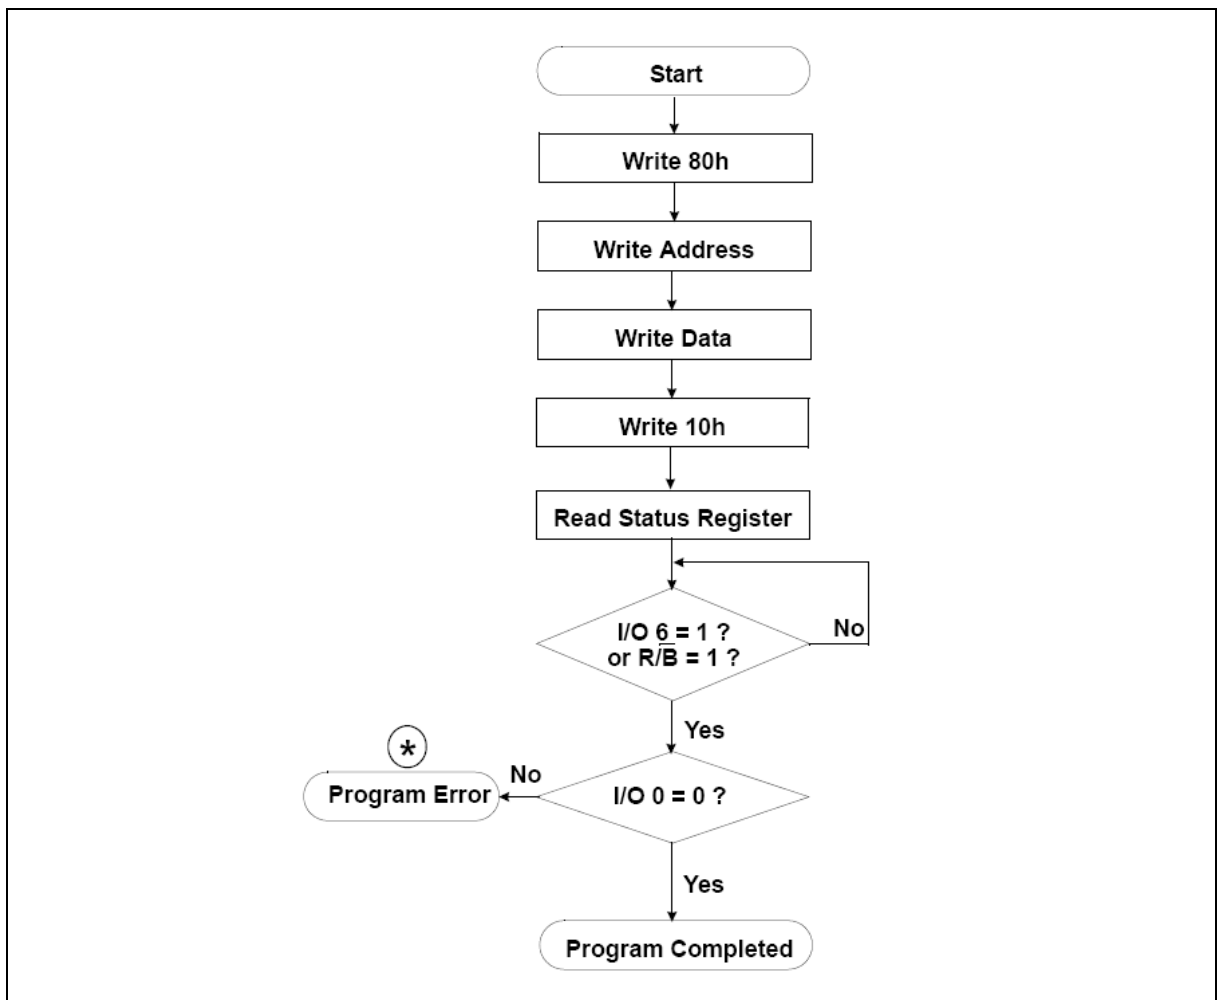 Start
Write 80h
Write Address
Write Data
Write 10h
Read Status Register
I/O 6 = 1 ?
or R/B̅ = 1 ?
No
Yes
*
Program Error
No
I/O 0 = 0 ?
Yes
Program Completed